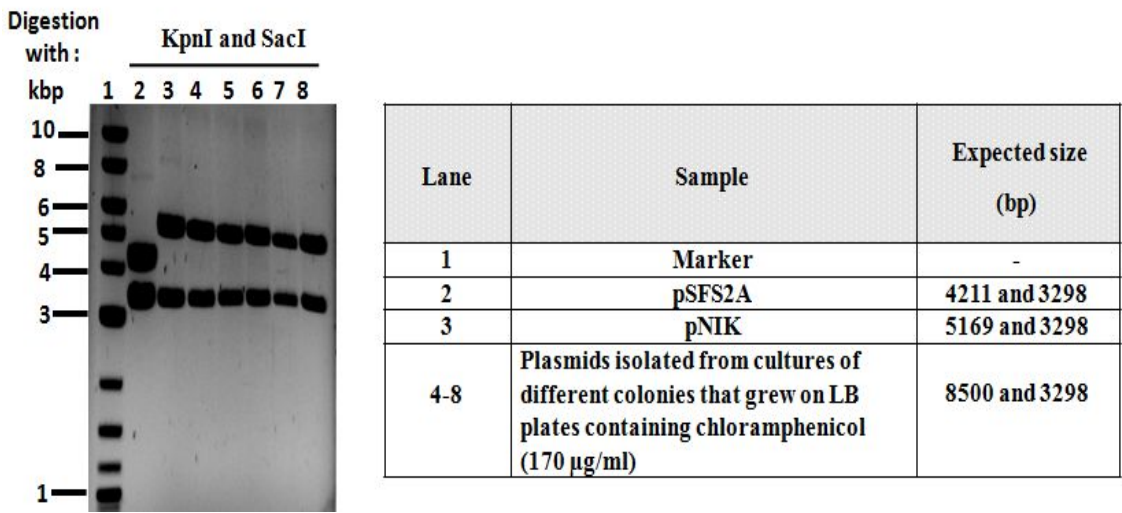 Digestion
with :
KpnI and SacI
kbp
1 2 3 4 5 6 7 8
10
8
6
5
4
3
1
Lane Sample Expected size
(bp)
1 Marker -
2 pSFS2A 4211 and 3298
3 pNIK 5169 and 3298
4-8 Plasmids isolated from cultures of
different colonies that grew on LB
plates containing chloramphenicol
(170 µg/ml)
8500 and 3298